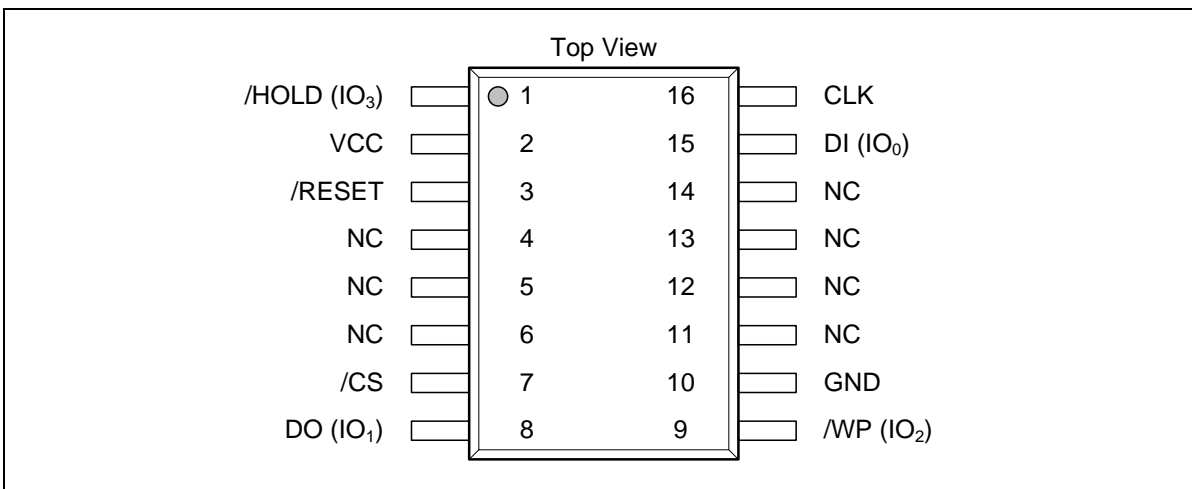 Top View
/HOLD (IO₃) 1 16 CLK
VCC 2 15 DI (IO₀)
/RESET 3 14 NC
NC 4 13 NC
NC 5 12 NC
NC 6 11 NC
/CS 7 10 GND
DO (IO₁) 8 9 /WP (IO₂)